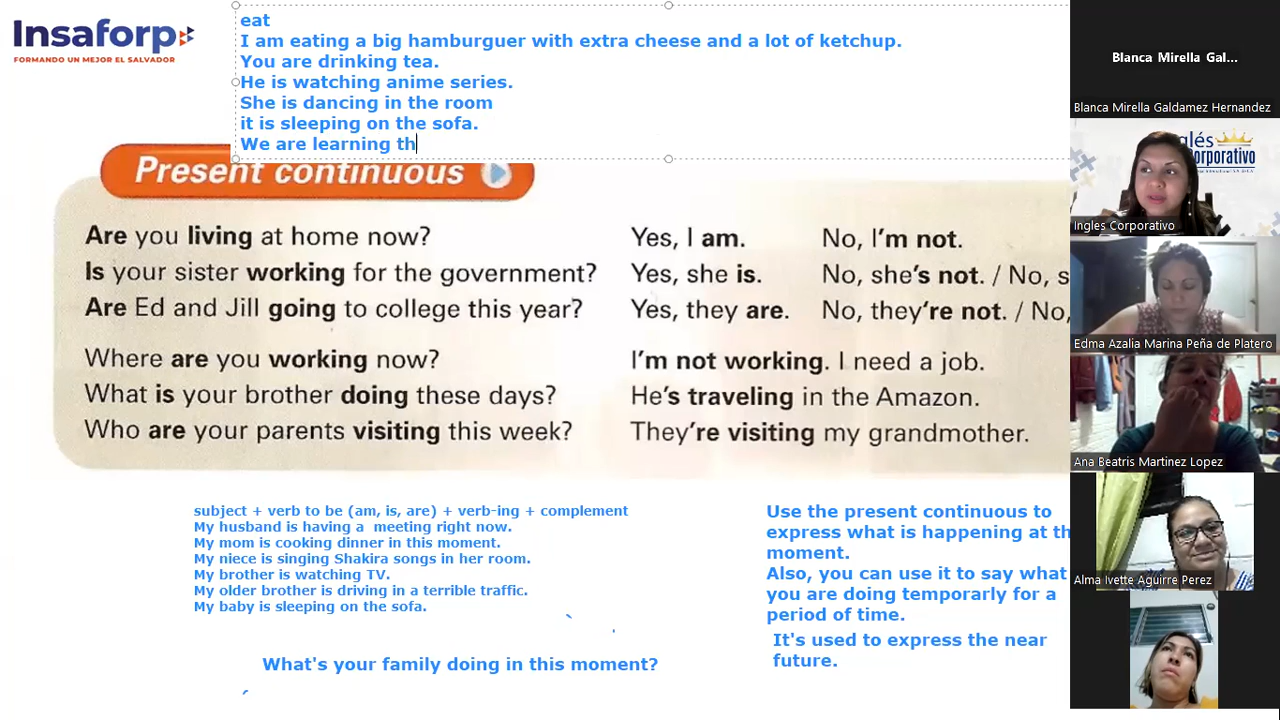 Insaforp
FORMANDO UN MEJOR EL SALVADOR
eat
I am eating a big hamburguer with extra cheese and a lot of ketchup.
You are drinking tea.
He is watching anime series.
She is dancing in the room
it is sleeping on the sofa.
We are learning th
Present continuous
Are you living at home now? Yes, I am. No, I'm not.
Is your sister working for the government? Yes, she is. No, she's not. / No, s
Are Ed and Jill going to college this year? Yes, they are. No, they're not. / No,
Where are you working now? I'm not working. I need a job.
What is your brother doing these days? He's traveling in the Amazon.
Who are your parents visiting this week? They're visiting my grandmother.
subject + verb to be (am, is, are) + verb-ing + complement
My husband is having a meeting right now.
My mom is cooking dinner in this moment.
My niece is singing Shakira songs in her room.
My brother is watching TV.
My older brother is driving in a terrible traffic.
My baby is sleeping on the sofa.
What's your family doing in this moment?
Use the present continuous to
express what is happening at th
moment.
Also, you can use it to say what
you are doing temporarly for a
period of time.
It's used to express the near
future.
Blanca Mirella Gal...
Blanca Mirella Galdamez Hernandez
Ingles Corporativo
Edma Azalia Marina Peña de Platero
Ana Beatris Martinez Lopez
Alma Ivette Aguirre Perez